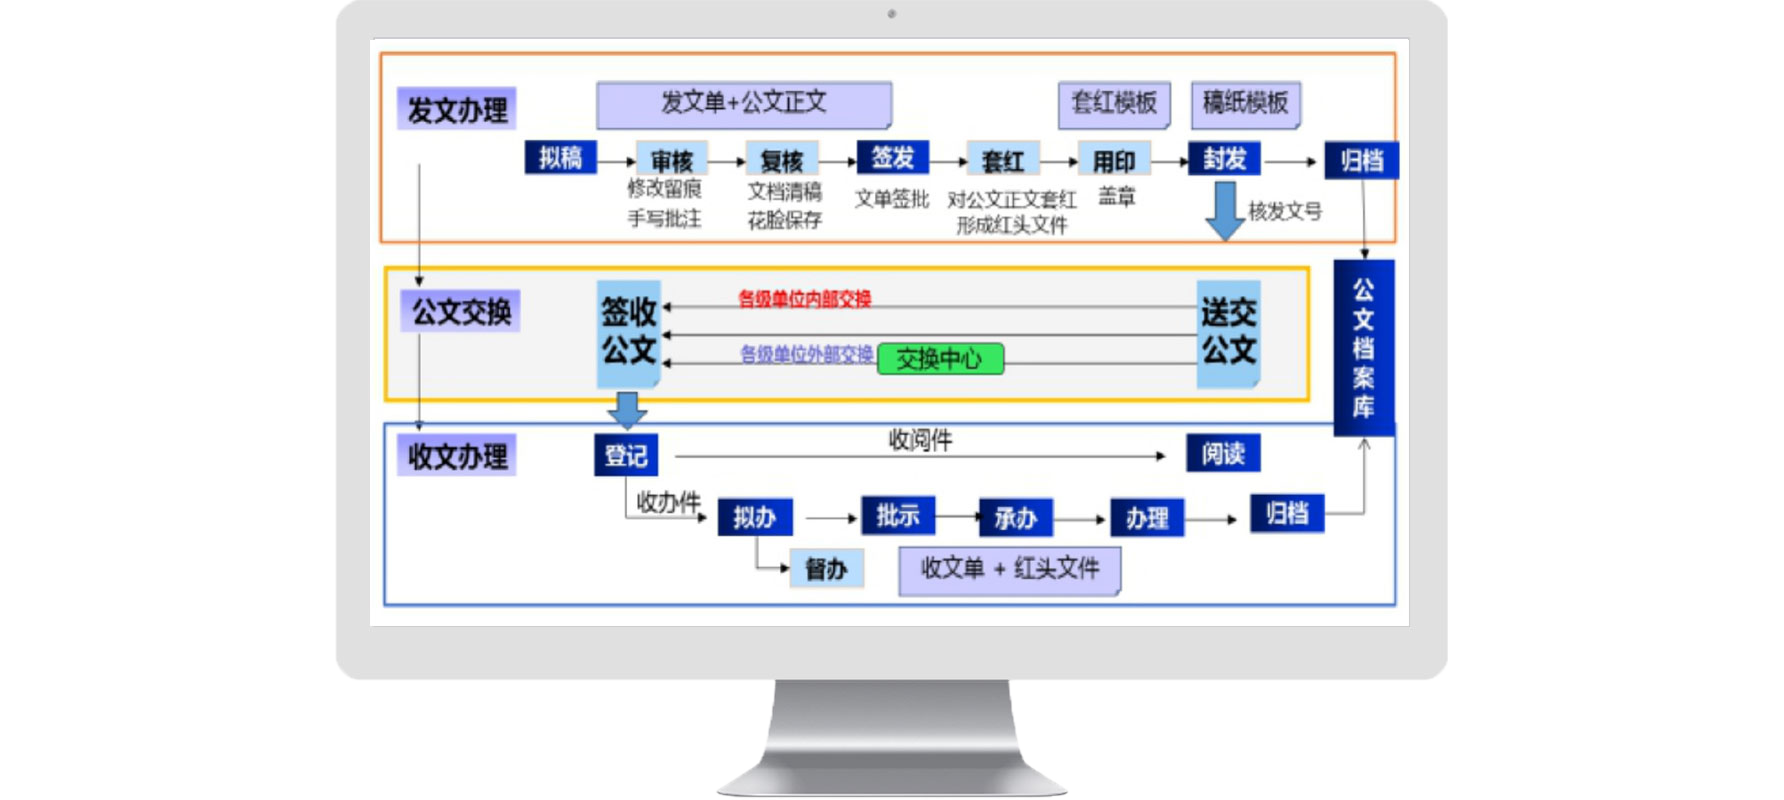 发文办理
发文单+公文正文
套红模板
稿纸模板
拟稿
审核
复核
签发
套红
用印
封发
归档
修改留痕
手写批注
文档清稿
花脸保存
文单签批
对公文正文套红
形成红头文件
盖章
核发文号
公文交换
签收
公文
各级单位内部交换
各级单位外部交换
交换中心
送交
公文
公文档案库
收文办理
登记
收阅件
阅读
收办件
拟办
批示
承办
办理
归档
督办
收文单 + 红头文件